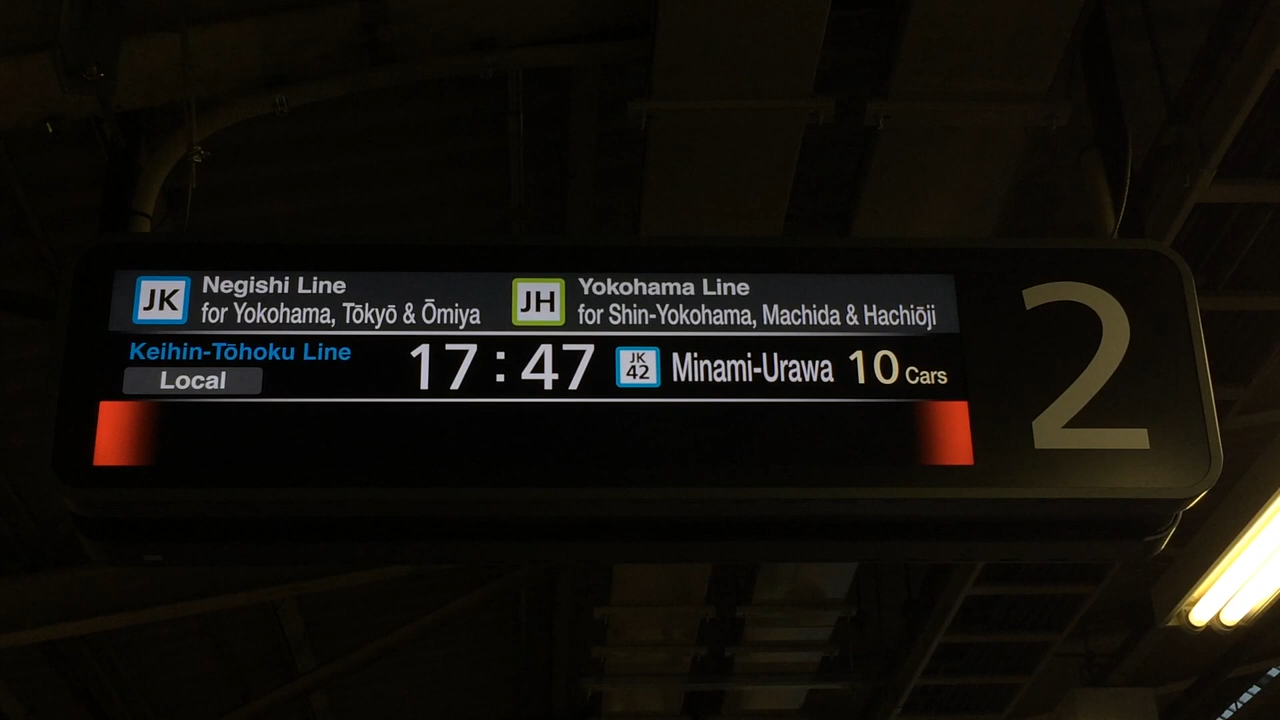 JK Negishi Line JH Yokohama Line
for Yokohama, Tōkyō & Ōmiya for Shin-Yokohama, Machida & Hachiōji
Keihin-Tōhoku Line 17:47 JK 42 Minami-Urawa 10 Cars
Local
2